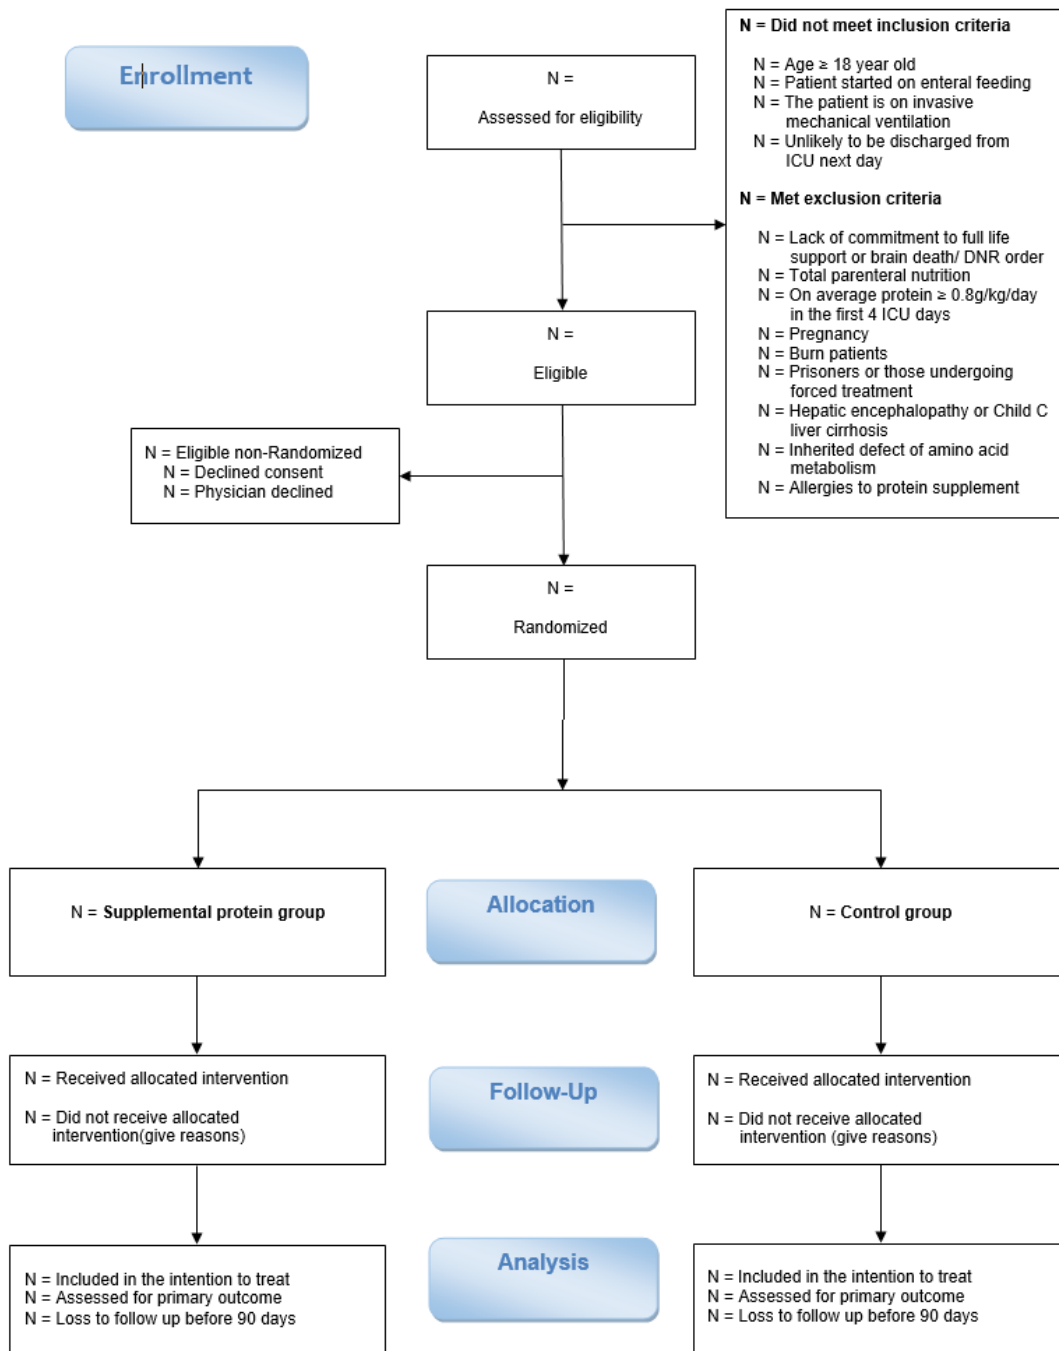 Enrollment
N =
Assessed for eligibility
N = Did not meet inclusion criteria
N = Age ≥ 18 year old
N = Patient started on enteral feeding
N = The patient is on invasive
mechanical ventilation
N = Unlikely to be discharged from
ICU next day
N = Met exclusion criteria
N = Lack of commitment to full life
support or brain death/ DNR order
N = Total parenteral nutrition
N = On average protein ≥ 0.8g/kg/day
in the first 4 ICU days
N = Pregnancy
N = Burn patients
N = Prisoners or those undergoing
forced treatment
N = Hepatic encephalopathy or Child C
liver cirrhosis
N = Inherited defect of amino acid
metabolism
N = Allergies to protein supplement
N =
Eligible
N = Eligible non-Randomized
N = Declined consent
N = Physician declined
N =
Randomized
N = Supplemental protein group
Allocation
N = Control group
N = Received allocated intervention
N = Did not receive allocated
intervention(give reasons)
Follow-Up
N = Received allocated intervention
N = Did not receive allocated
intervention (give reasons)
N = Included in the intention to treat
N = Assessed for primary outcome
N = Loss to follow up before 90 days
Analysis
N = Included in the intention to treat
N = Assessed for primary outcome
N = Loss to follow up before 90 days